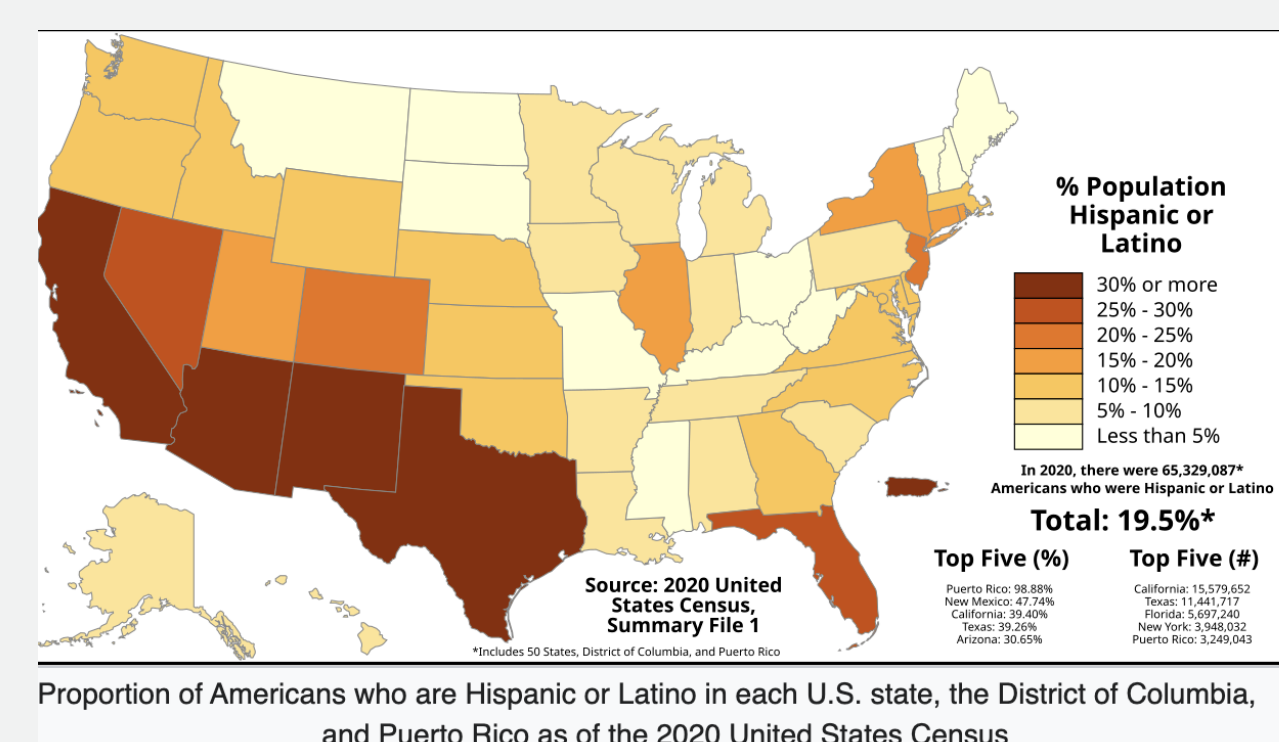 % Population
Hispanic or
Latino
30% or more
25% - 30%
20% - 25%
15% - 20%
10% - 15%
5% - 10%
Less than 5%
In 2020, there were 65,329,087*
Americans who were Hispanic or Latino
Total: 19.5%*
Top Five (%)
Puerto Rico: 98.88%
New Mexico: 47.74%
California: 39.40%
Texas: 39.26%
Arizona: 30.65%
Top Five (#)
California: 15,579,652
Texas: 11,441,717
Florida: 5,697,240
New York: 3,948,032
Puerto Rico: 3,249,043
Source: 2020 United
States Census,
Summary File 1
*Includes 50 States, District of Columbia, and Puerto Rico
Proportion of Americans who are Hispanic or Latino in each U.S. state, the District of Columbia,
and Puerto Rico as of the 2020 United States Census